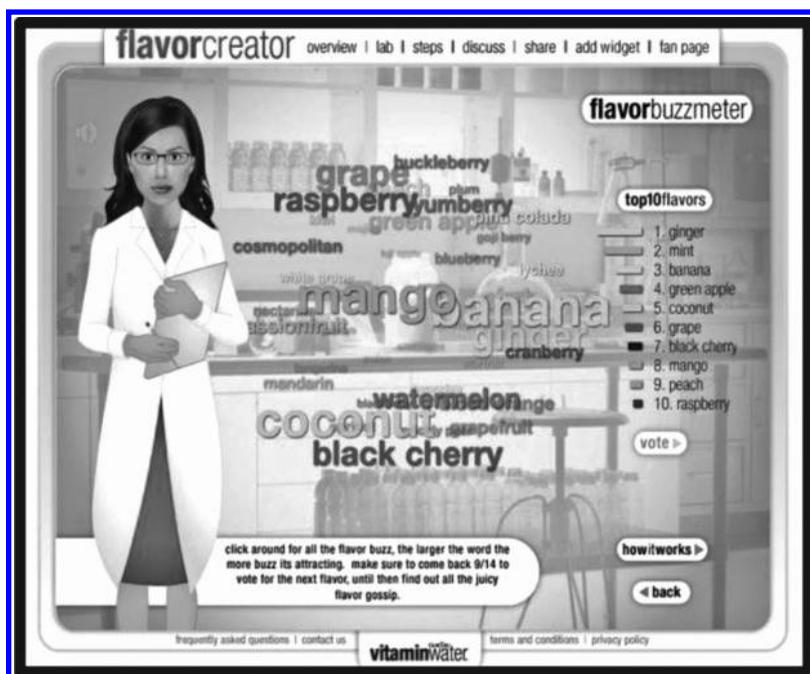 flavorcreator
overview | lab | steps | discuss | share | add widget | fan page
flavorbuzzmeter
huckleberry
grape
plum
raspberry
yumberry
green apple
pina colada
goji berry
cosmopolitan
blueberry
lychee
white grape
mango
banana
ginger
cranberry
mandarin
watermelon
coconut
grapefruit
black cherry
top10flavors
1. ginger
2. mint
3. banana
4. green apple
5. coconut
6. grape
7. black cherry
8. mango
9. peach
10. raspberry
vote
howitworks
back
click around for all the flavor buzz, the larger the word the
more buzz its attracting. make sure to come back 9/14 to
vote for the next flavor, until then find out all the juicy
flavor gossip.
frequently asked questions | contact us
vitaminwater
terms and conditions | privacy policy